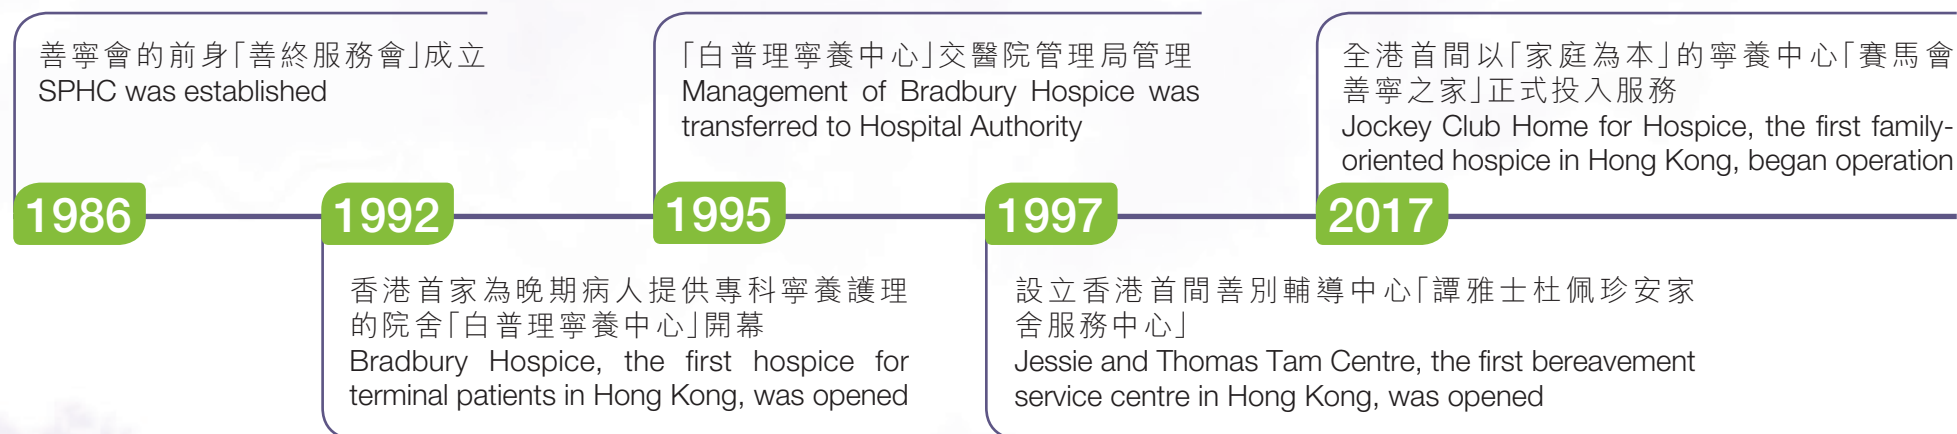 善寧會的前身「善終服務會」成立
SPHC was established
1986
香港首家為晚期病人提供專科寧養護理
的院舍「白普理寧養中心」開幕
Bradbury Hospice, the first hospice for
terminal patients in Hong Kong, was opened
1992
「白普理寧養中心」交醫院管理局管理
Management of Bradbury Hospice was
transferred to Hospital Authority
1995
設立香港首間善別輔導中心「譚雅士杜佩珍安家
舍服務中心」
Jessie and Thomas Tam Centre, the first bereavement
service centre in Hong Kong, was opened
1997
全港首間以「家庭為本」的寧養中心「賽馬會
善寧之家」正式投入服務
Jockey Club Home for Hospice, the first family-
oriented hospice in Hong Kong, began operation
2017